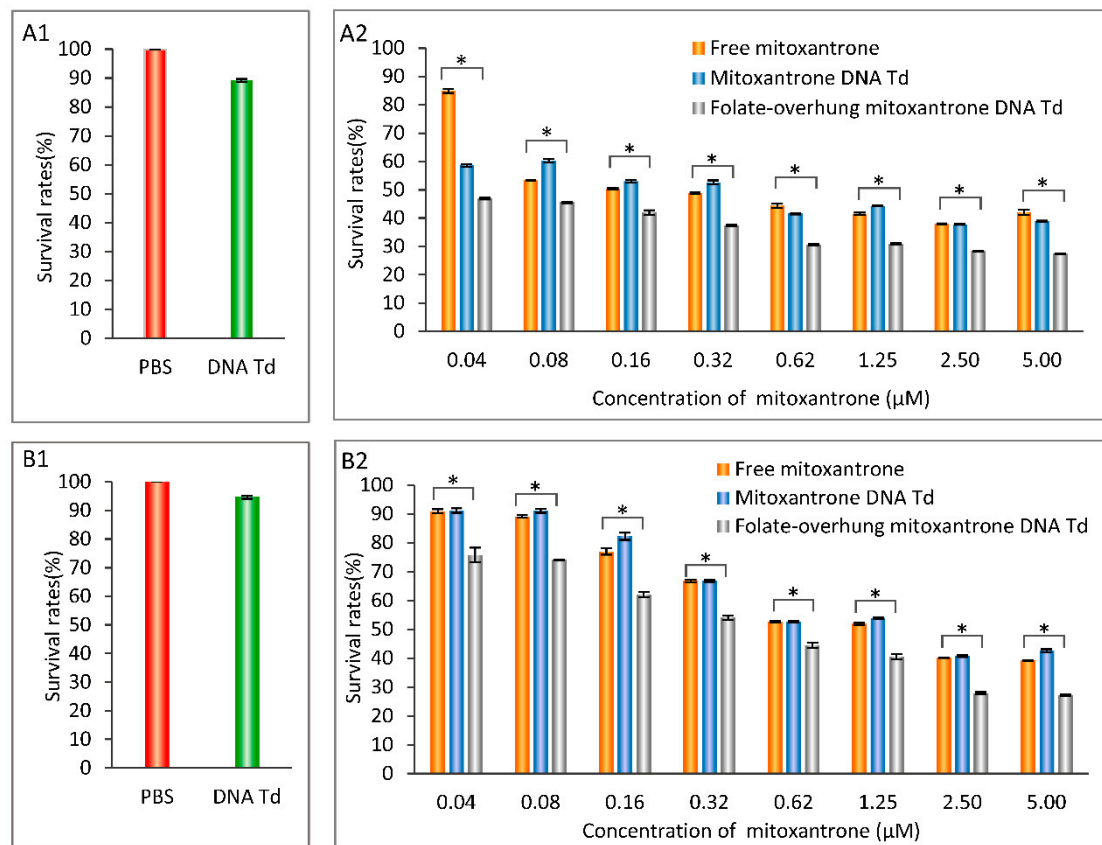 A1
100
90
80
70
60
50
40
30
20
10
0
Survival rates(%)
PBS DNA Td
A2
Free mitoxantrone
Mitoxantrone DNA Td
Folate-overhung mitoxantrone DNA Td
100
90
80
70
60
50
40
30
20
10
0
Survival rates(%)
* * * * * * * *
0.04 0.08 0.16 0.32 0.62 1.25 2.50 5.00
Concentration of mitoxantrone (µM)
B1
100
90
80
70
60
50
40
30
20
10
0
Survival rates(%)
PBS DNA Td
B2
Free mitoxantrone
Mitoxantrone DNA Td
Folate-overhung mitoxantrone DNA Td
100
90
80
70
60
50
40
30
20
10
0
Survival rates(%)
* * * * * * * *
0.04 0.08 0.16 0.32 0.62 1.25 2.50 5.00
Concentration of mitoxantrone (µM)